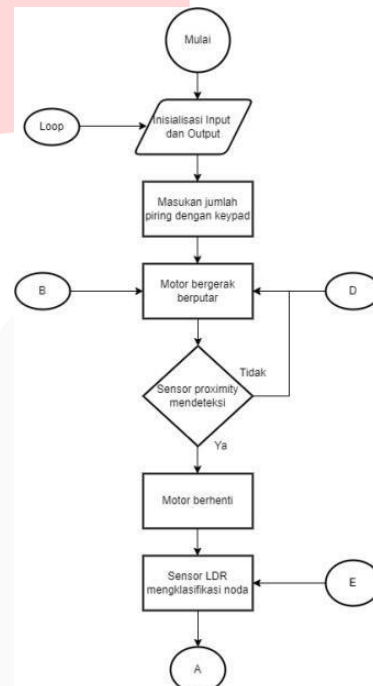 Mulai
Loop
Inisialisasi Input
dan Output
Masukan jumlah
piring dengan keypad
B
Motor bergerak
berputar
D
Tidak
Sensor proximity
mendeteksi
Ya
Motor berhenti
Sensor LDR
mengklasifikasi noda
E
A